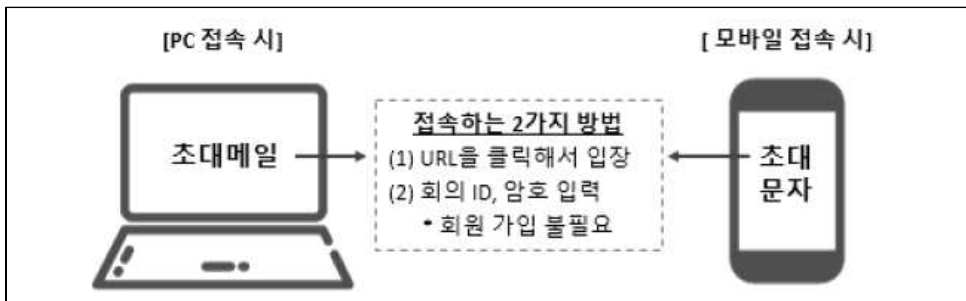 [PC 접속 시]
[ 모바일 접속 시]
초대메일
접속하는 2가지 방법
(1) URL을 클릭해서 입장
(2) 회의 ID, 암호 입력
* 회원 가입 불필요
초대
문자